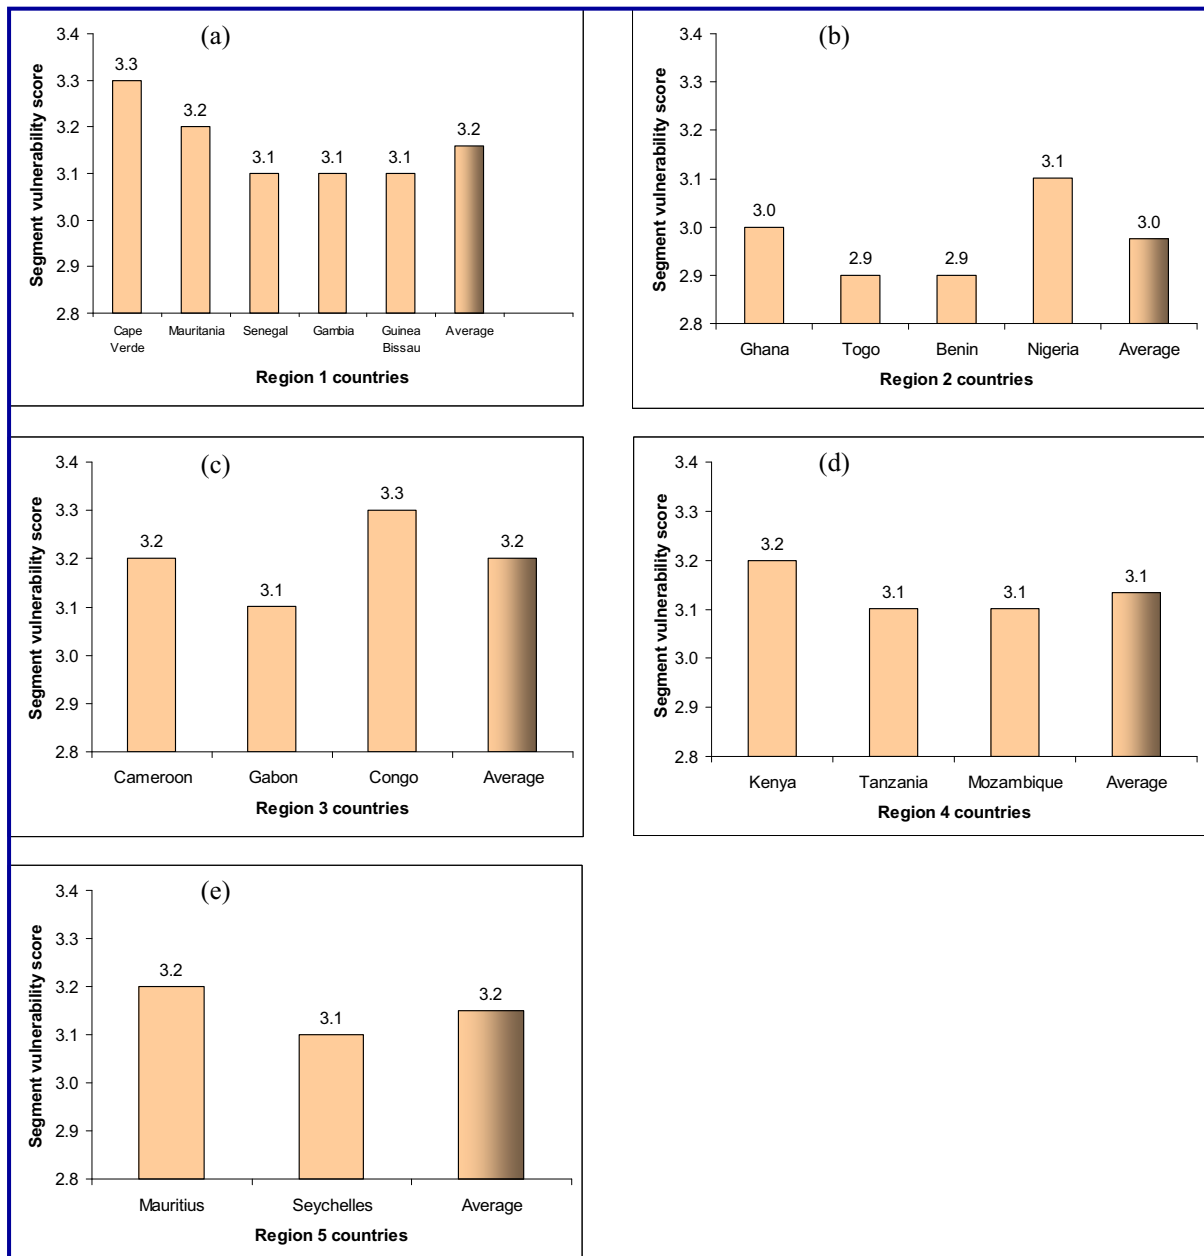 (a)
Segment vulnerability score
3.4
3.3
3.2
3.1
3.0
2.9
2.8
3.3
3.2
3.1
3.1
3.1
3.2
Cape
Verde
Mauritania
Senegal
Gambia
Guinea
Bissau
Average
Region 1 countries
(b)
Segment vulnerability score
3.4
3.3
3.2
3.1
3.0
2.9
2.8
3.0
2.9
2.9
3.1
3.0
Ghana
Togo
Benin
Nigeria
Average
Region 2 countries
(c)
Segment vulnerability score
3.4
3.3
3.2
3.1
3.0
2.9
2.8
3.2
3.1
3.3
3.2
Cameroon
Gabon
Congo
Average
Region 3 countries
(d)
Segment vulnerability score
3.4
3.3
3.2
3.1
3.0
2.9
2.8
3.2
3.1
3.1
3.1
Kenya
Tanzania
Mozambique
Average
Region 4 countries
(e)
Segment vulnerability score
3.4
3.3
3.2
3.1
3.0
2.9
2.8
3.2
3.1
3.2
Mauritius
Seychelles
Average
Region 5 countries